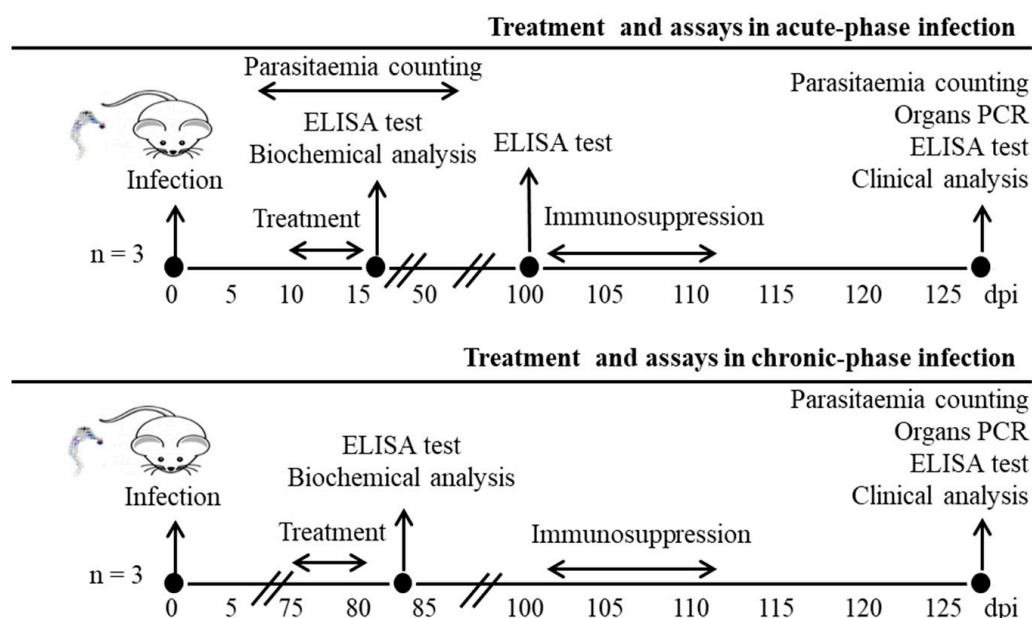 Treatment and assays in acute-phase infection
Parasitaemia counting
Parasitaemia counting
Organs PCR
ELISA test
Clinical analysis
ELISA test
Biochemical analysis
ELISA test
Infection
Treatment
Immunosuppression
n = 3
0 5 10 15 50 100 105 110 115 120 125 dpi
Treatment and assays in chronic-phase infection
Parasitaemia counting
Organs PCR
ELISA test
Clinical analysis
ELISA test
Biochemical analysis
Infection
Treatment
Immunosuppression
n = 3
0 5 75 80 85 100 105 110 115 120 125 dpi